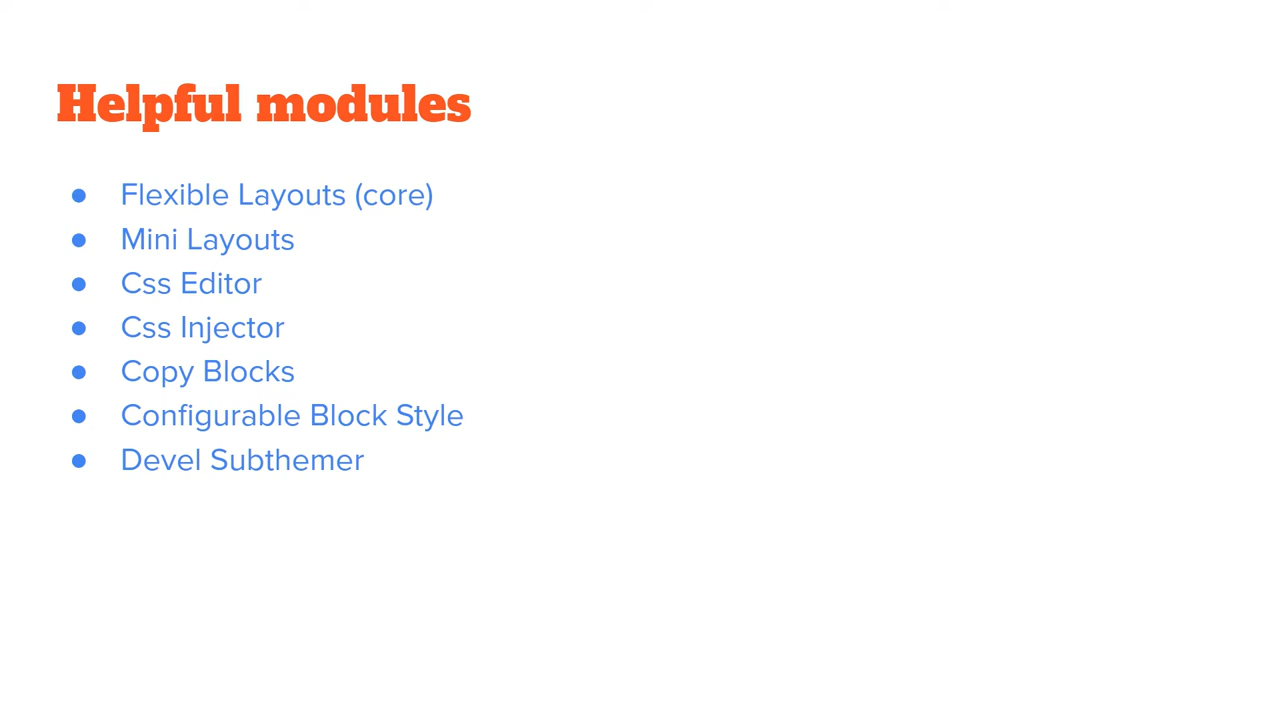 Helpful modules
● Flexible Layouts (core)
● Mini Layouts
● Css Editor
● Css Injector
● Copy Blocks
● Configurable Block Style
● Devel Subthemer